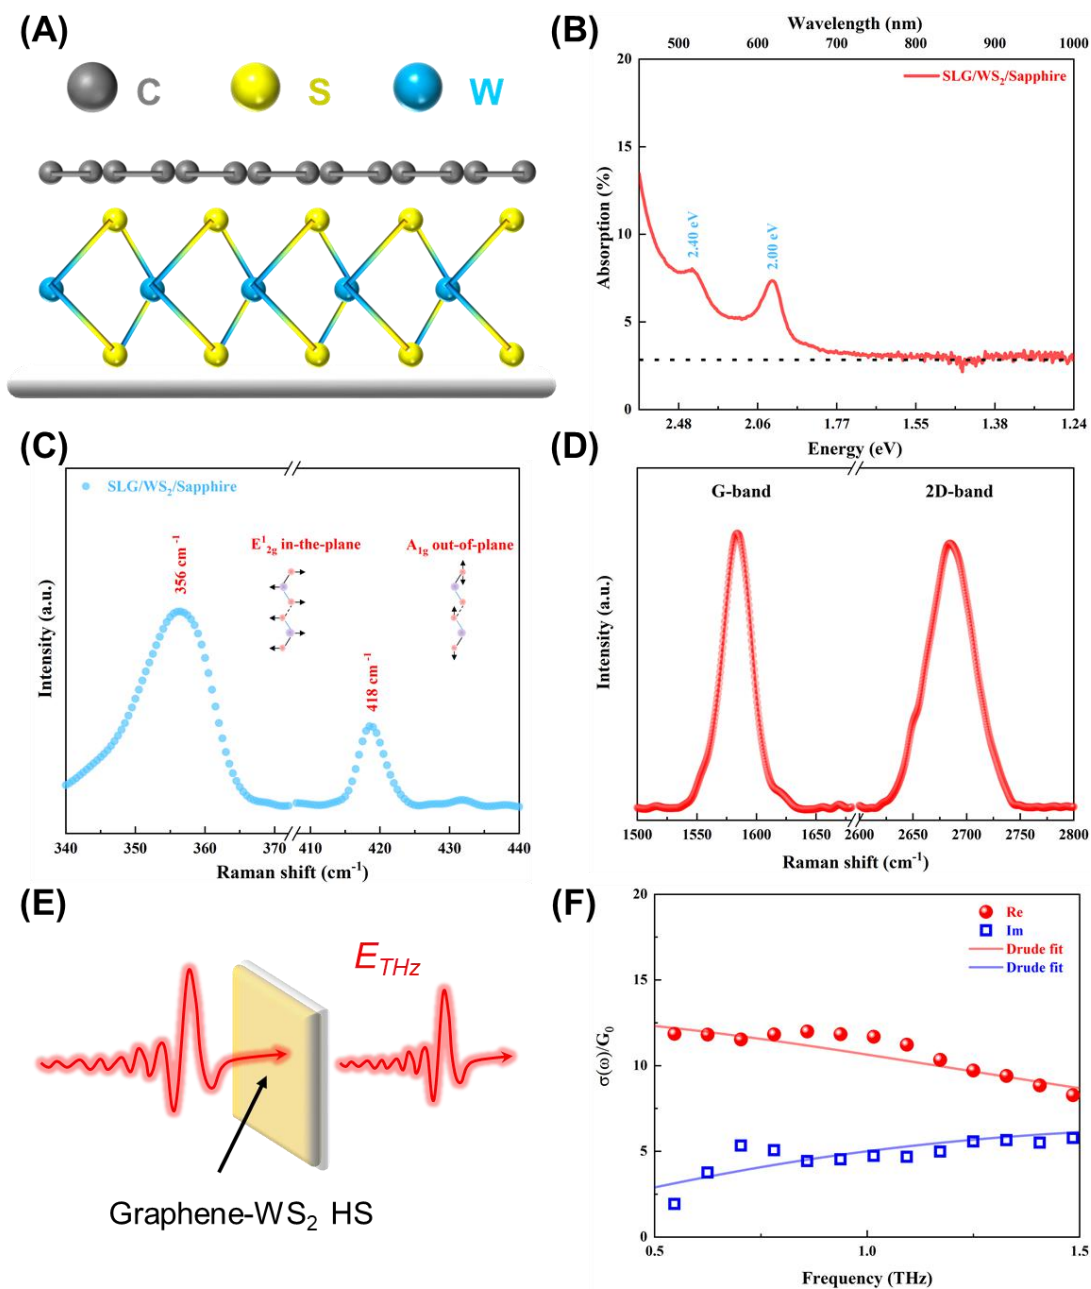 (A)
C S W
(B)
Wavelength (nm)
500 600 700 800 900 1000
SLG/WS2/Sapphire
Absorption (%)
20
15
10
5
0
2.40 eV
2.00 eV
2.48 2.06 1.77 1.55 1.38 1.24
Energy (eV)
(C)
SLG/WS2/Sapphire
Intensity (a.u.)
356 cm-1
E12g in-the-plane
A1g out-of-plane
418 cm-1
340 350 360 370 410 420 430 440
Raman shift (cm-1)
(D)
G-band 2D-band
Intensity (a.u.)
1500 1550 1600 1650 2600 2650 2700 2750 2800
Raman shift (cm-1)
(E)
ETHz
Graphene-WS2 HS
(F)
Re
Im
Drude fit
Drude fit
σ(ω)/G0
20
15
10
5
0
0.5 1.0 1.5
Frequency (THz)